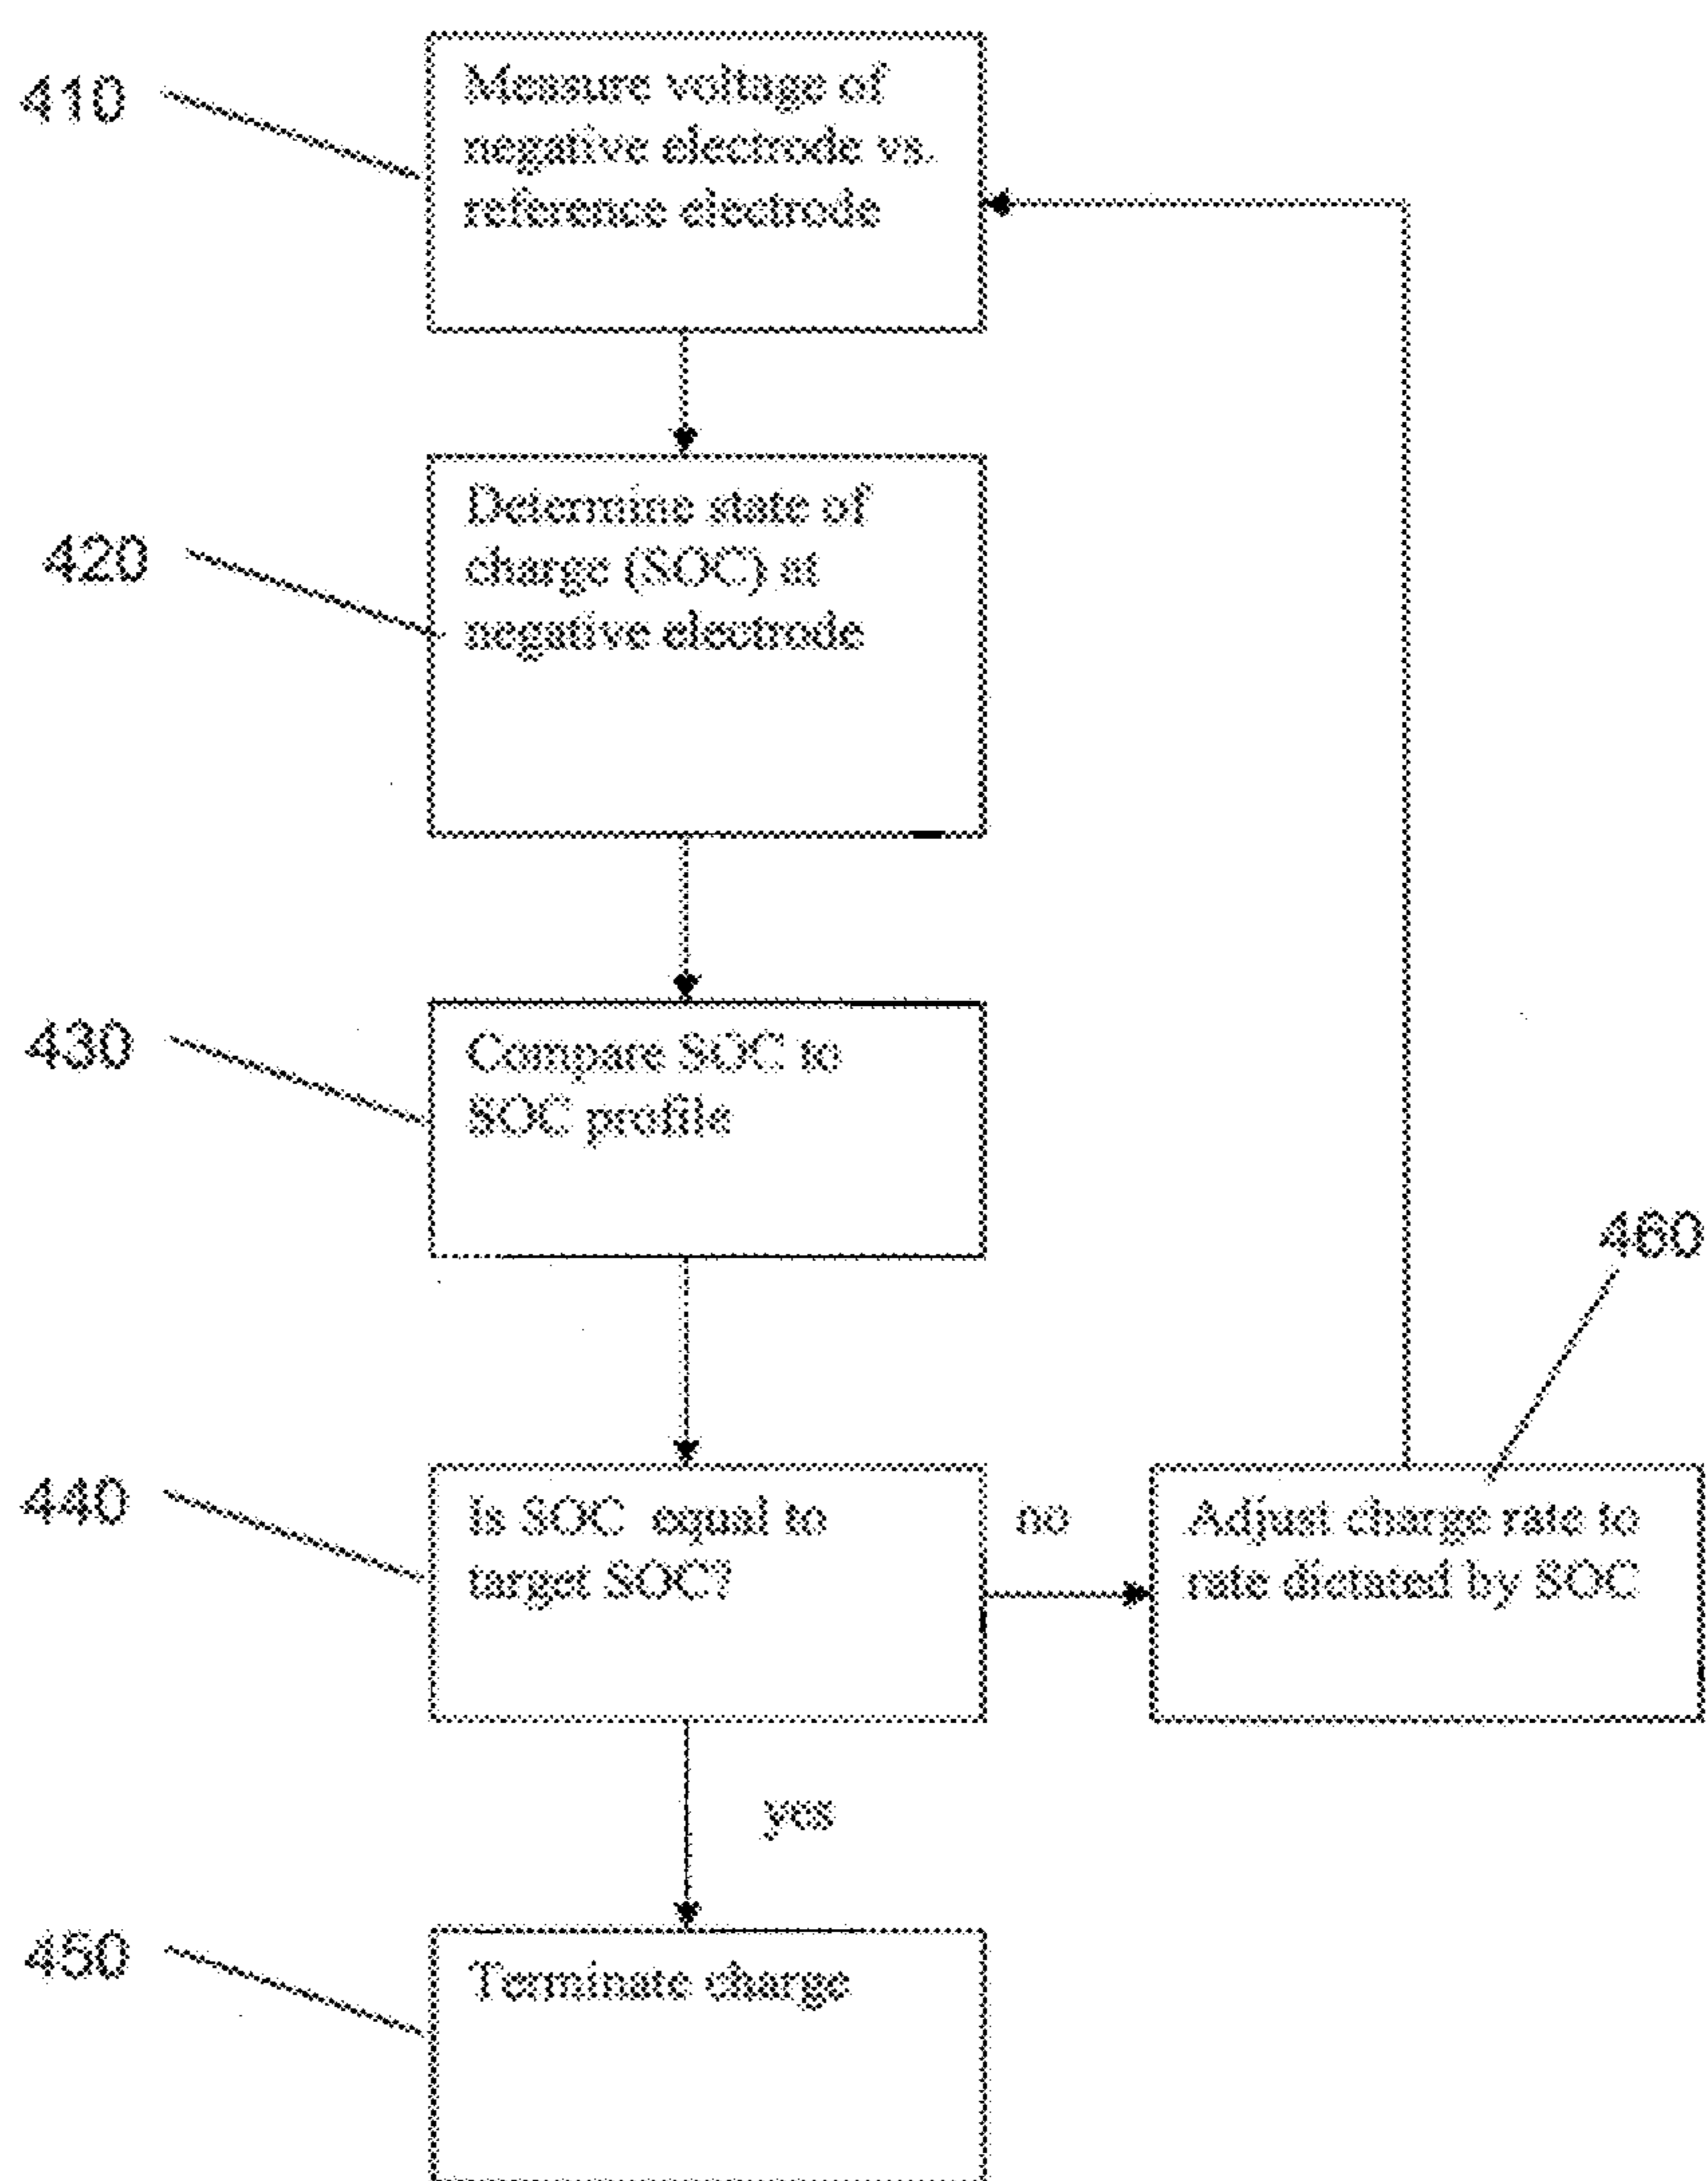 410
Measure voltage of
negative electrode vs.
reference electrode
420
Determine state of
charge (SOC) at
negative electrode
430
Compare SOC to
SOC profile
460
440
Is SOC equal to
target SOC?
no
Adjust charge rate to
rate dictated by SOC
yes
450
Terminate charge